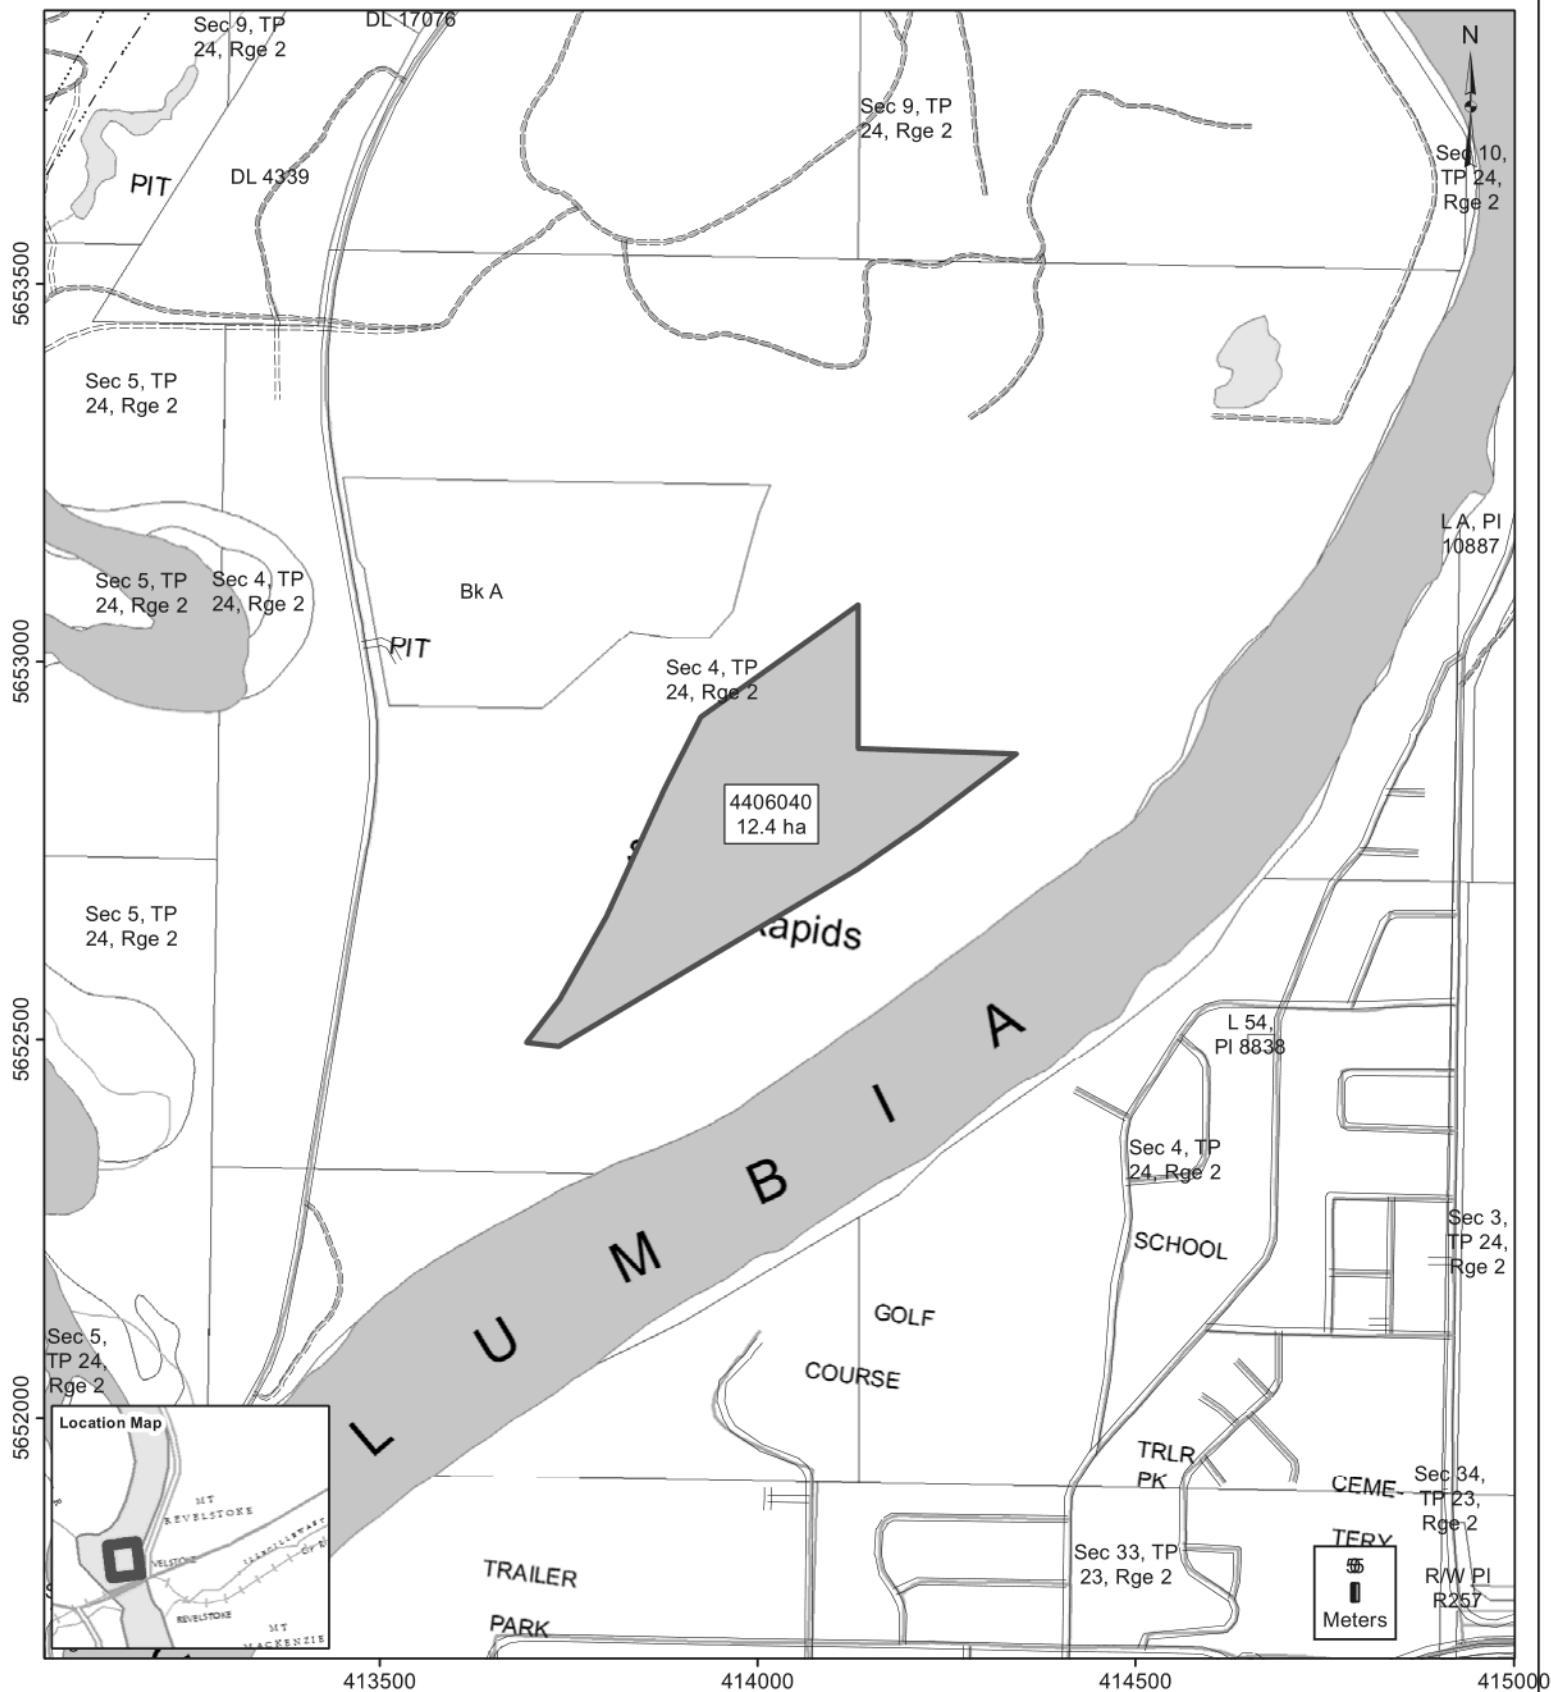 DL 17076
Sec 9, TP
24, Rge 2
N
Sec 9, TP
24, Rge 2
Sec 10,
TP 24,
Rge 2
PIT
DL 4339
5653500
Sec 5, TP
24, Rge 2
L A, Pl
10887
Sec 5, TP
24, Rge 2
Sec 4, TP
24, Rge 2
Bk A
PIT
5653000
Sec 4, TP
24, Rge 2
4406040
12.4 ha
Sec 5, TP
24, Rge 2
apids
5652500
L 54,
Pl 8838
Sec 4, TP
24, Rge 2
L U M B I A
SCHOOL
Sec 3,
TP 24,
Rge 2
GOLF
COURSE
Sec 5,
TP 24,
Rge 2
5652000
TRLR
PK
CEME-
TERY
Sec 34,
TP 23,
Rge 2
Sec 33, TP
23, Rge 2
R/W Pl
R257
TRAILER
PARK
Meters
Location Map
MT
REVELSTOKE
VELSTOKE
REVELSTOKE
MT
MACKENZIE
413500
414000
414500
415000